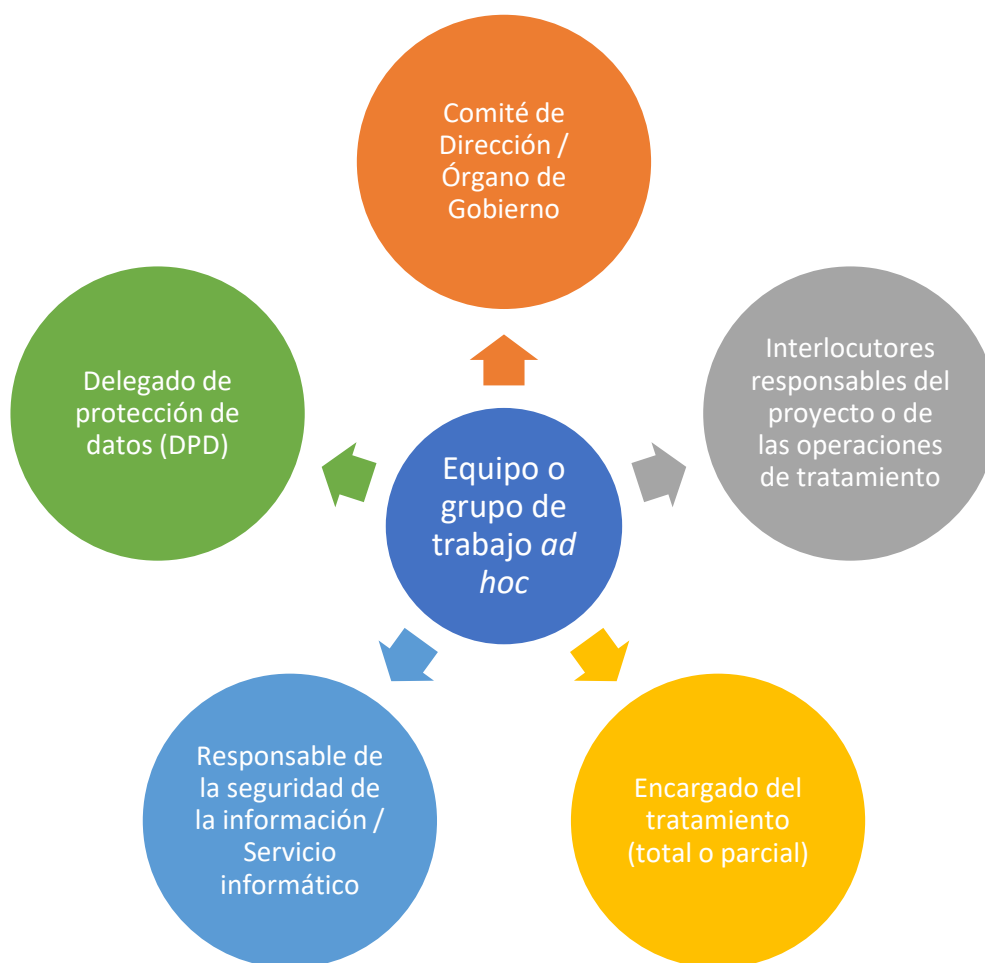 Comité de
Dirección /
Órgano de
Gobierno
Interlocutores
responsables del
proyecto o de
las operaciones
de tratamiento
Delegado de
protección de
datos (DPD)
Equipo o
grupo de
trabajo ad
hoc
Responsable de
la seguridad de
la información /
Servicio
informático
Encargado del
tratamiento
(total o parcial)